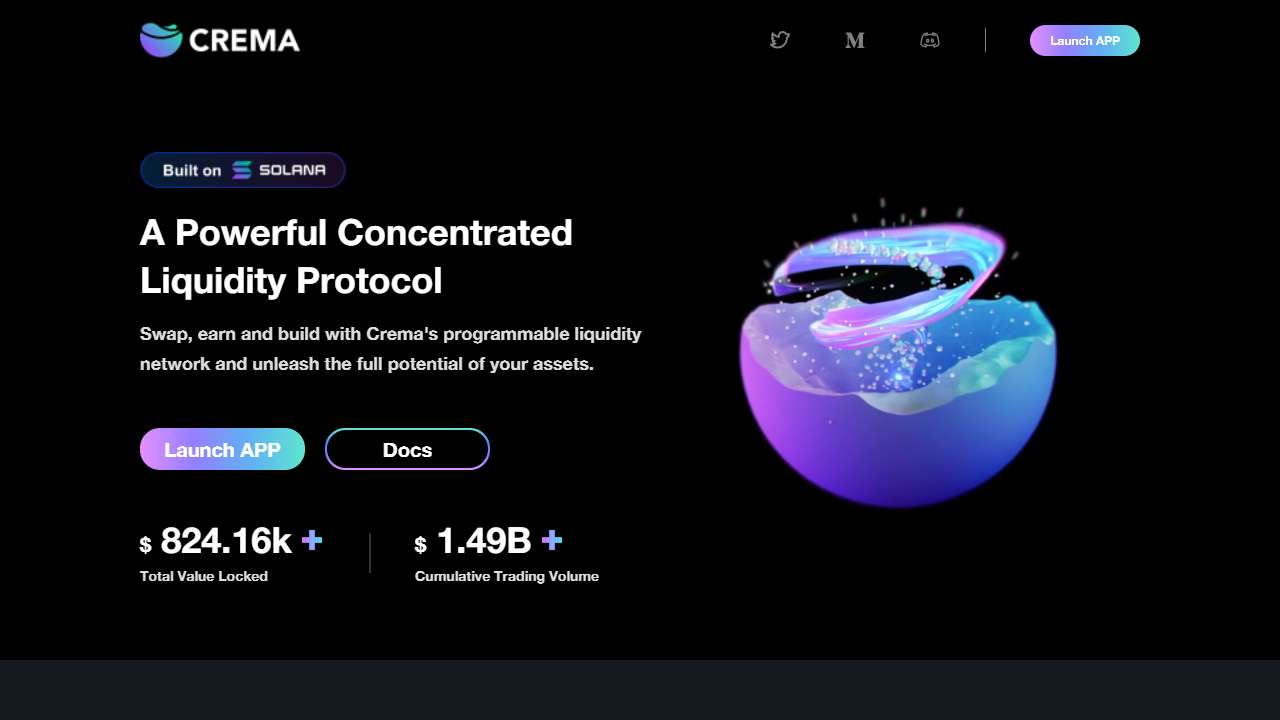 CREMA
Launch APP
Built on SOLANA
A Powerful Concentrated
Liquidity Protocol
Swap, earn and build with Crema's programmable liquidity
network and unleash the full potential of your assets.
Launch APP
Docs
$ 824.16k +
Total Value Locked
$ 1.49B +
Cumulative Trading Volume